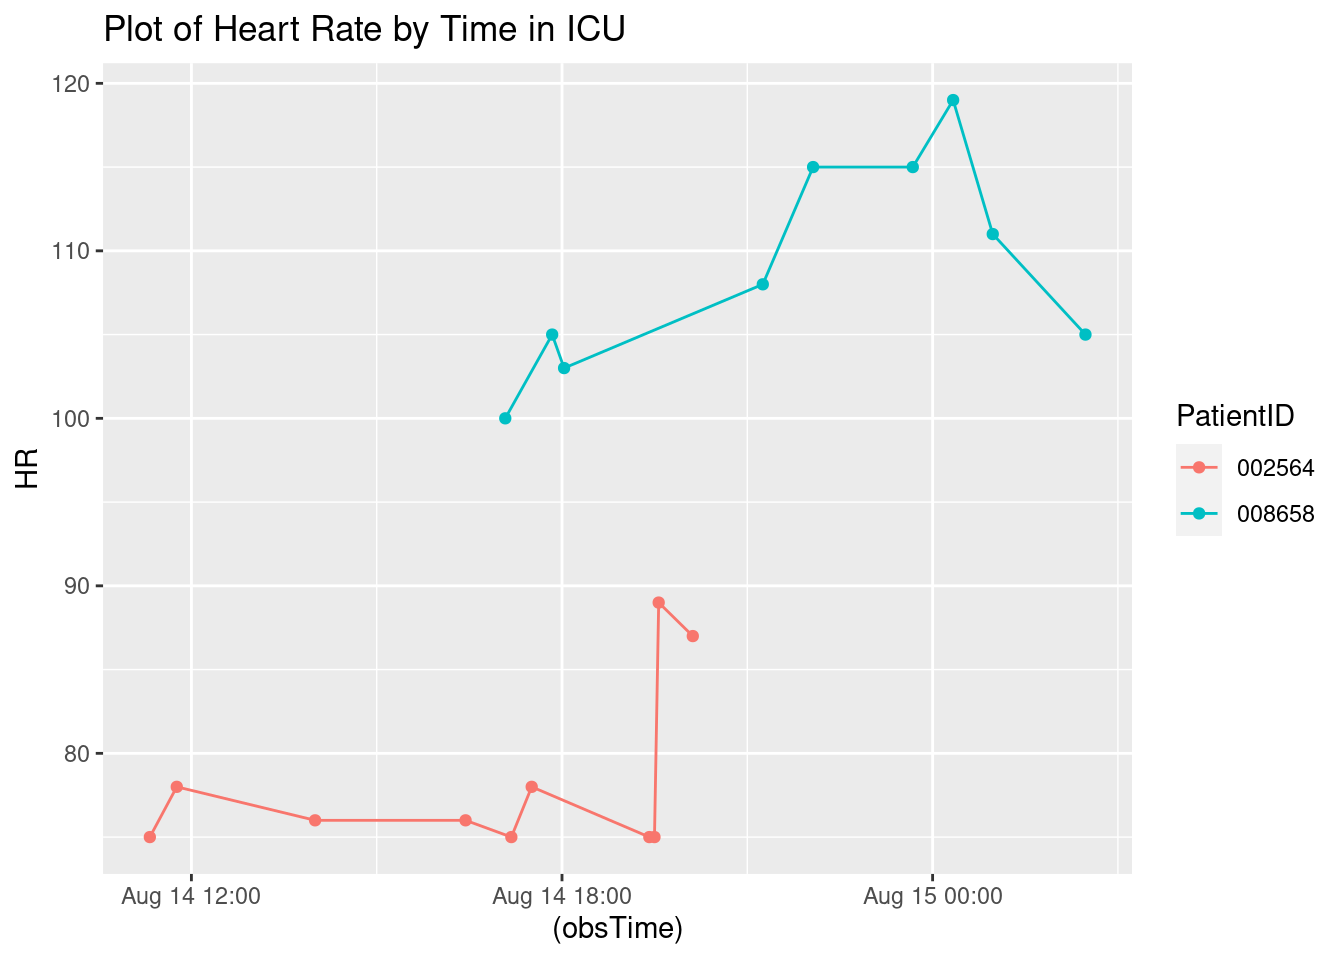 Plot of Heart Rate by Time in ICU
120
110
100
90
80
HR
Aug 14 12:00
Aug 14 18:00
Aug 15 00:00
(obsTime)
PatientID
002564
008658